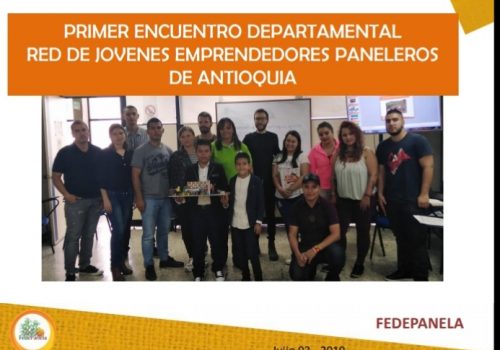 PRIMER ENCUENTRO DEPARTAMENTAL
RED DE JOVENES EMPRENDEDORES PANELEROS
DE ANTIOQUIA
FEDEPANELA